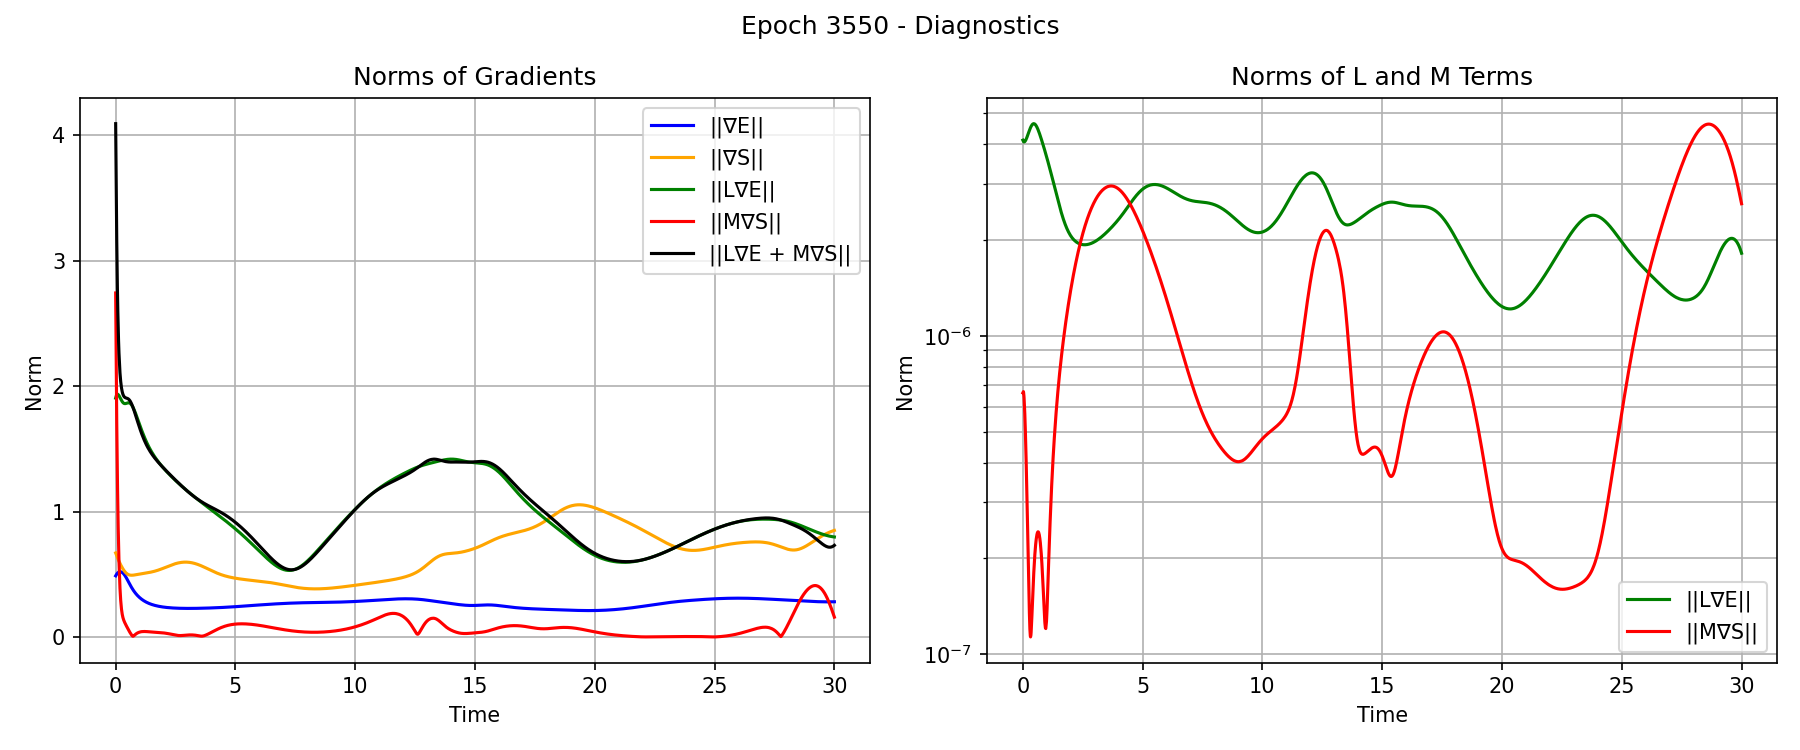 Epoch 3550 - Diagnostics
Norms of Gradients
Norm
4
3
2
1
0
0 5 10 15 20 25 30
Time
||∇E||
||∇S||
||L∇E||
||M∇S||
||L∇E + M∇S||
Norms of L and M Terms
Norm
10⁻⁶
10⁻⁷
0 5 10 15 20 25 30
Time
||L∇E||
||M∇S||